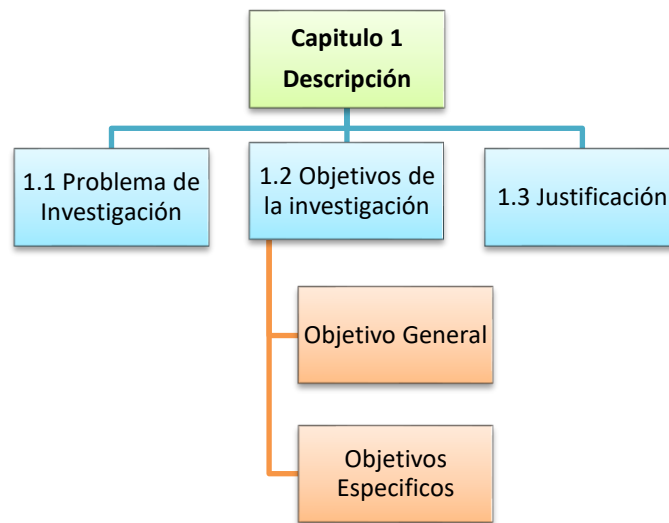 Capitulo 1
Descripción
1.1 Problema de
Investigación
1.2 Objetivos de
la investigación
1.3 Justificación
Objetivo General
Objetivos
Especificos